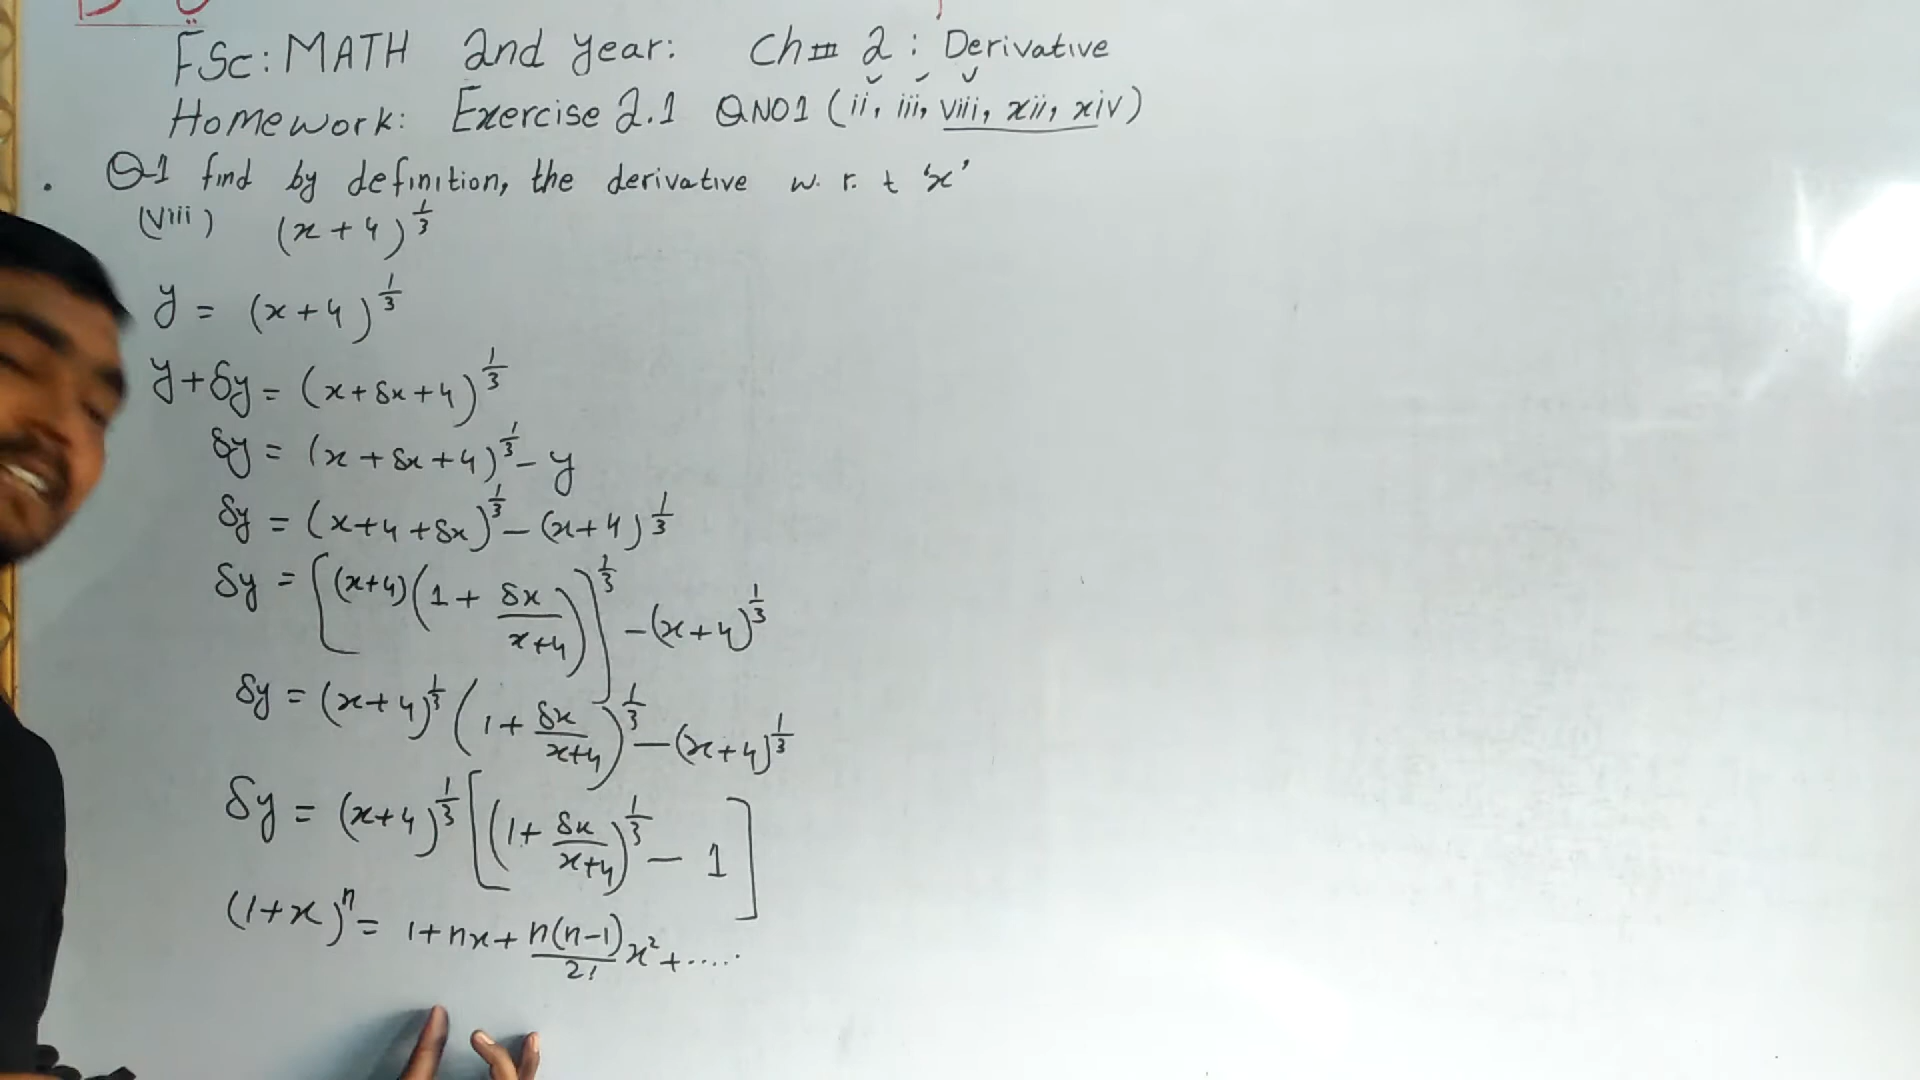 FSc: MATH 2nd year: Ch 2 : Derivative
Homework: Exercise 2.1 QNO1 (ii, iii, viii, xii, xiv)
Q-1 find by definition, the derivative w. r. t 'x'
(viii) (x+4)^{1/3}
y = (x+4)^{1/3}
y+δy = (x+δx+4)^{1/3}
δy = (x+δx+4)^{1/3} - y
δy = (x+4+δx)^{1/3} - (x+4)^{1/3}
δy = [(x+4)(1+ δx/(x+4))]^{1/3} - (x+4)^{1/3}
δy = (x+4)^{1/3} (1+ δx/(x+4))^{1/3} - (x+4)^{1/3}
δy = (x+4)^{1/3} [(1+ δx/(x+4))^{1/3} - 1]
(1+x)^n = 1+nx+ n(n-1)/2! x^2 + .....